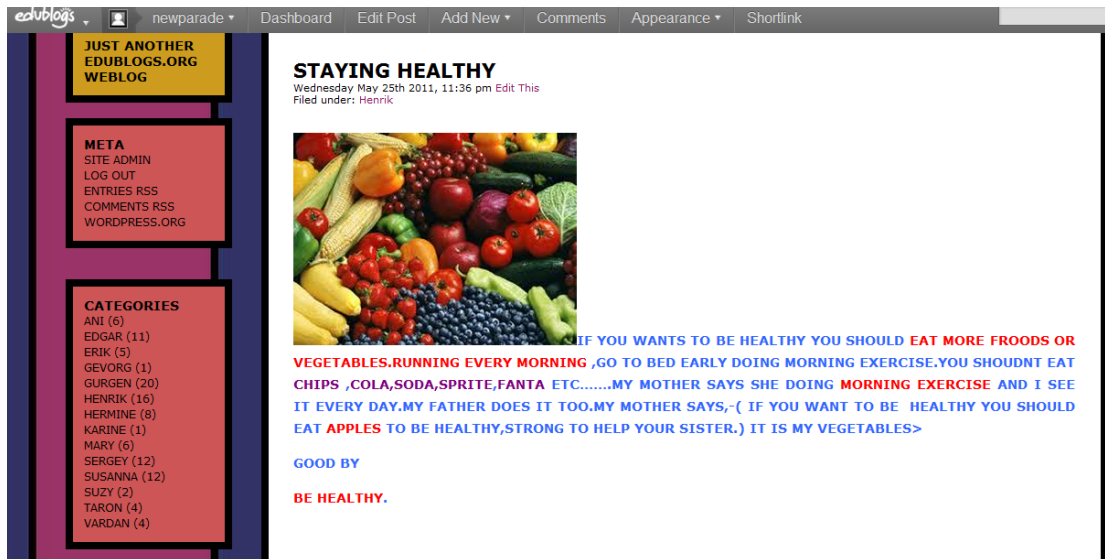 edublogs newparade Dashboard Edit Post Add New Comments Appearance Shortlink
JUST ANOTHER
EDUBLOGS.ORG
WEBLOG
META
SITE ADMIN
LOG OUT
ENTRIES RSS
COMMENTS RSS
WORDPRESS.ORG
CATEGORIES
ANI (6)
EDGAR (11)
ERIK (5)
GEVORG (1)
GURGEN (20)
HENRIK (16)
HERMINE (8)
KARINE (1)
MARY (6)
SERGEY (12)
SUSANNA (12)
SUZY (2)
TARON (4)
VARDAN (4)
STAYING HEALTHY
Wednesday May 25th 2011, 11:36 pm Edit This
Filed under: Henrik
IF YOU WANTS TO BE HEALTHY YOU SHOULD EAT MORE FROODS OR
VEGETABLES.RUNNING EVERY MORNING ,GO TO BED EARLY DOING MORNING EXERCISE.YOU SHOUDNT EAT
CHIPS ,COLA,SODA,SPRITE,FANTA ETC.......MY MOTHER SAYS SHE DOING MORNING EXERCISE AND I SEE
IT EVERY DAY.MY FATHER DOES IT TOO.MY MOTHER SAYS,-( IF YOU WANT TO BE  HEALTHY YOU SHOULD
EAT APPLES TO BE HEALTHY,STRONG TO HELP YOUR SISTER.) IT IS MY VEGETABLES>
GOOD BY
BE HEALTHY.